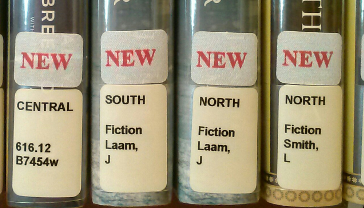 NEW
CENTRAL
616.12
B7454w
NEW
SOUTH
Fiction
Laam,
J
NEW
NORTH
Fiction
Laam,
J
NEW
NORTH
Fiction
Smith,
L